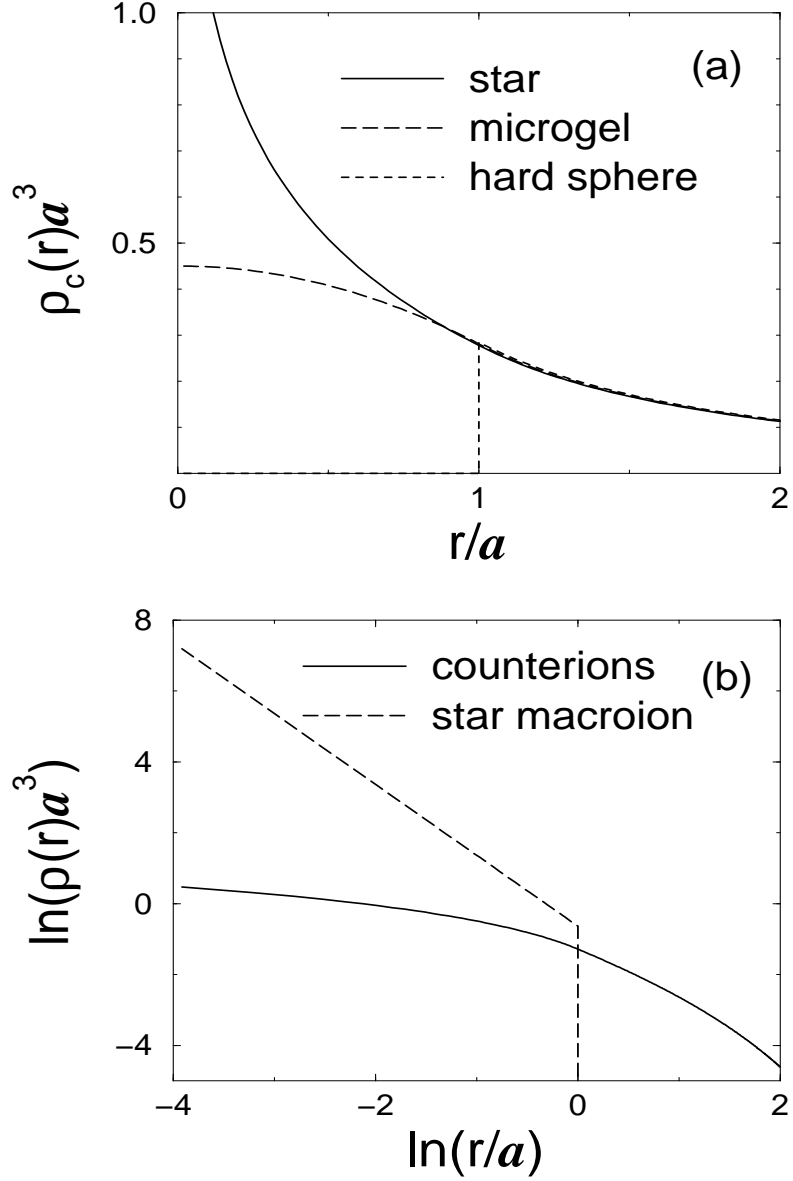 1.0
(a)
star
microgel
hard sphere
0.5
ρc(r)a³
0
1
2
r/a
8
counterions
(b)
star macroion
4
ln(ρ(r)a³)
0
−4
−4
−2
0
2
ln(r/a)